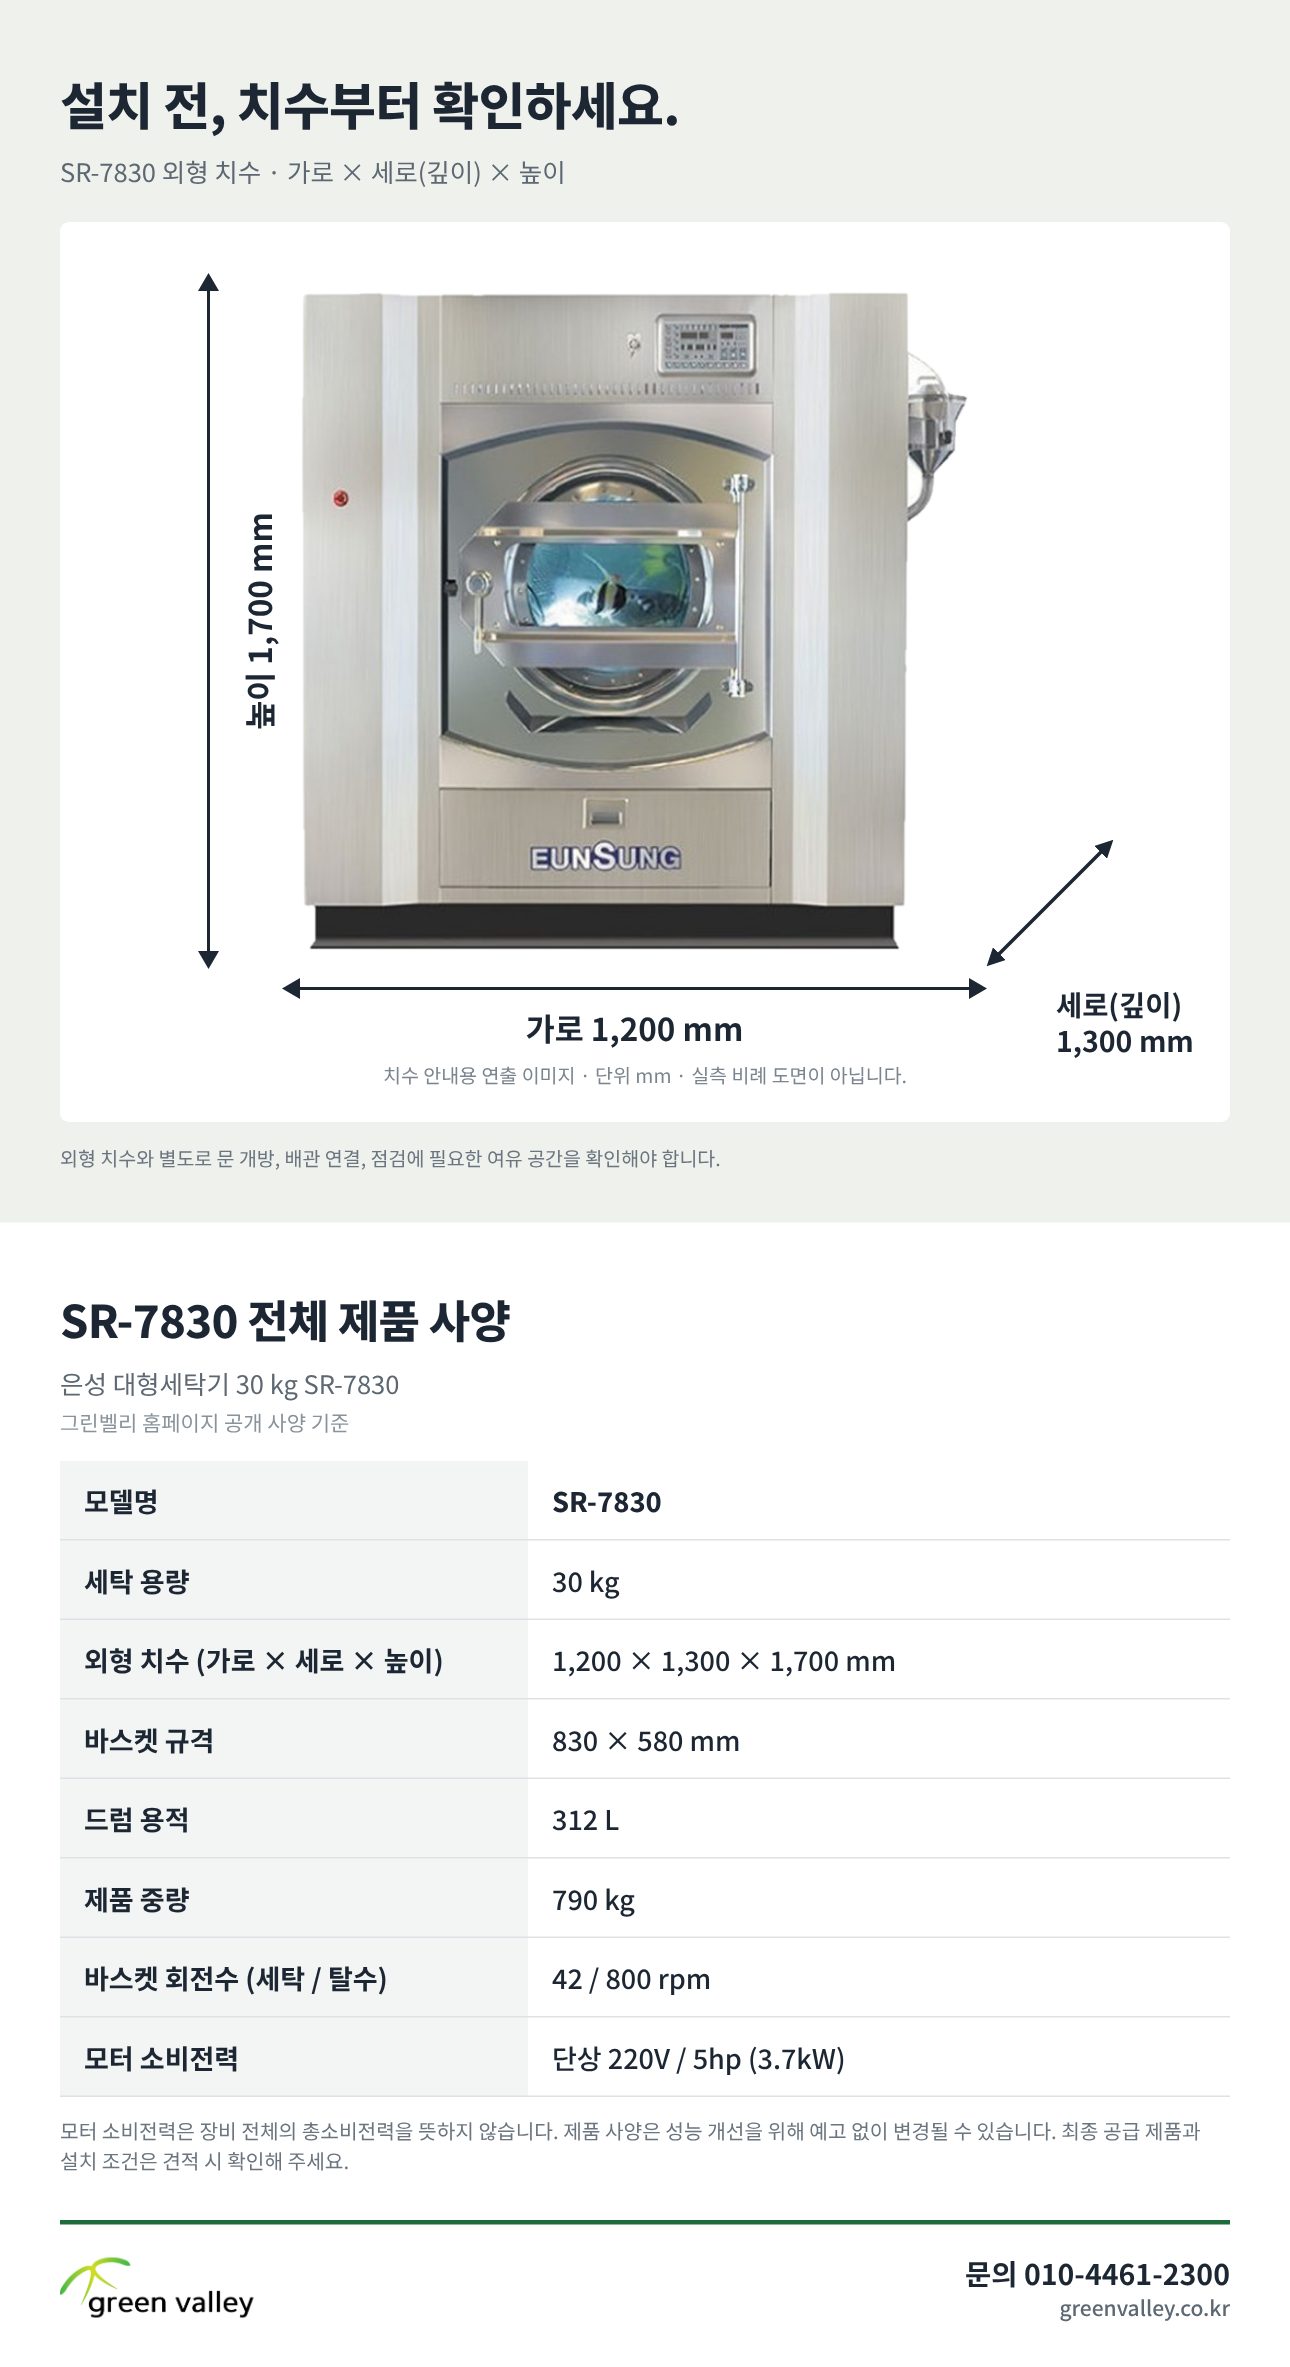 설치 전, 치수부터 확인하세요.
SR-7830 외형 치수 · 가로 × 세로(깊이) × 높이
높이 1,700 mm
EUNSUNG
가로 1,200 mm
세로(깊이)
1,300 mm
치수 안내용 연출 이미지 · 단위 mm · 실측 비례 도면이 아닙니다.
외형 치수와 별도로 문 개방, 배관 연결, 점검에 필요한 여유 공간을 확인해야 합니다.
SR-7830 전체 제품 사양
은성 대형세탁기 30 kg SR-7830
그린벨리 홈페이지 공개 사양 기준
모델명 SR-7830
세탁 용량 30 kg
외형 치수 (가로 × 세로 × 높이) 1,200 × 1,300 × 1,700 mm
바스켓 규격 830 × 580 mm
드럼 용적 312 L
제품 중량 790 kg
바스켓 회전수 (세탁 / 탈수) 42 / 800 rpm
모터 소비전력 단상 220V / 5hp (3.7kW)
모터 소비전력은 장비 전체의 총소비전력을 뜻하지 않습니다. 제품 사양은 성능 개선을 위해 예고 없이 변경될 수 있습니다. 최종 공급 제품과
설치 조건은 견적 시 확인해 주세요.
green valley
문의 010-4461-2300
greenvalley.co.kr